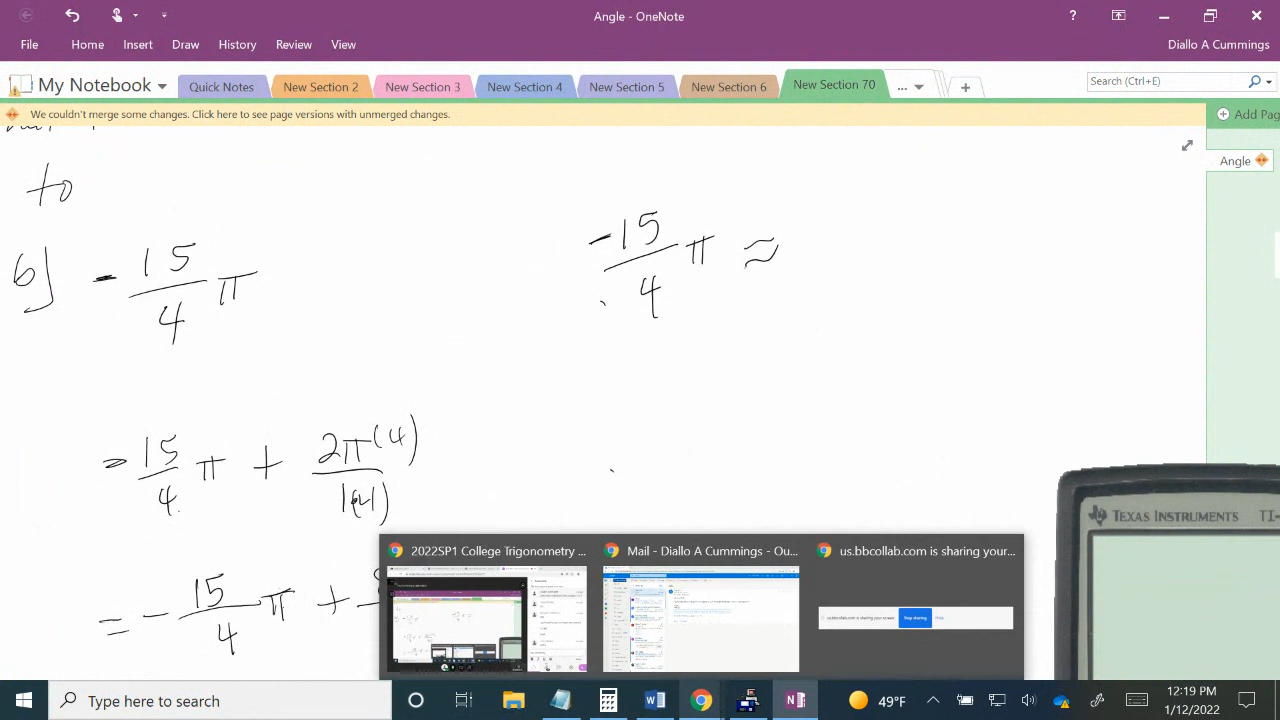 Angle - OneNote
File Home Insert Draw History Review View
Diallo A Cummings
My Notebook Quick Notes New Section 2 New Section 3 New Section 4 New Section 5 New Section 6 New Section 70 ...
Search (Ctrl+E)
We couldn't merge some changes. Click here to see page versions with unmerged changes.
Add Pag
Angle
to
b] -15/4 π
-15/4 π ≈
-15/4 π + 2π(4)/1(4)
TEXAS INSTRUMENTS TI-
2022SP1 College Trigonometry ...
Mail - Diallo A Cummings - Ou...
us.bbcollab.com is sharing your...
Stop sharing
-15/4 π +
Type here to search
49°F
12:19 PM
1/12/2022